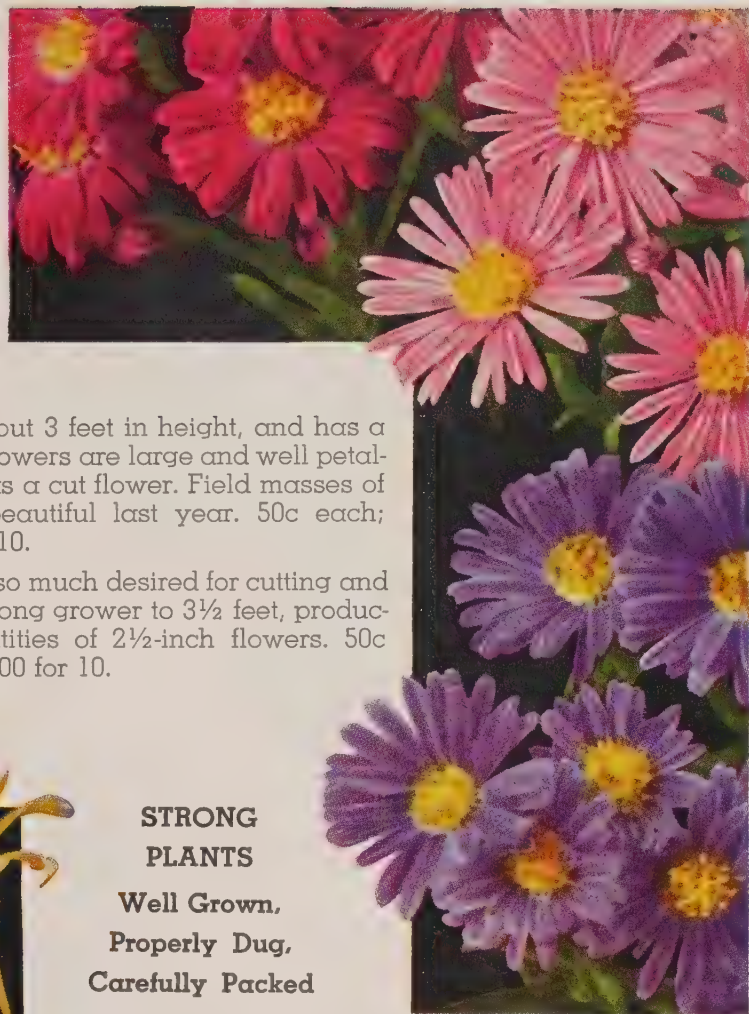 out 3 feet in height, and has a
owers are large and well petal-
s a cut flower. Field masses of
eautiful last year. 50c each;
10.
so much desired for cutting and
ong grower to 3½ feet, produc-
tities of 2½-inch flowers. 50c
00 for 10.
STRONG
PLANTS
Well Grown,
Properly Dug,
Carefully Packed